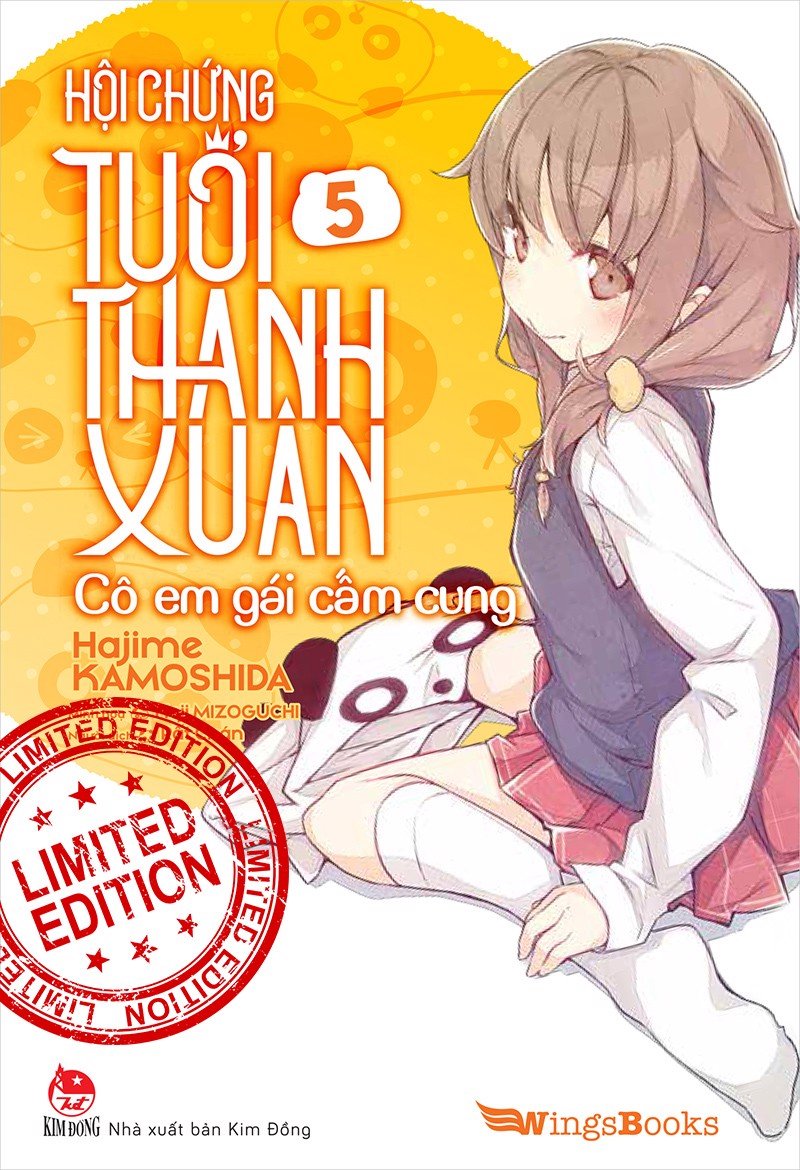 HỘI CHỨNG
TUỔI
5
THANH
XUÂN
Cô em gái cấm cung
Hajime
KAMOSHIDA
MIZOGUCHI
LIMITED EDITION
LIMITED EDITION
LIMITED
EDITION
LIMITED EDITION
LIMITED
KIM ĐỒNG
Nhà xuất bản Kim Đồng
WingsBooks